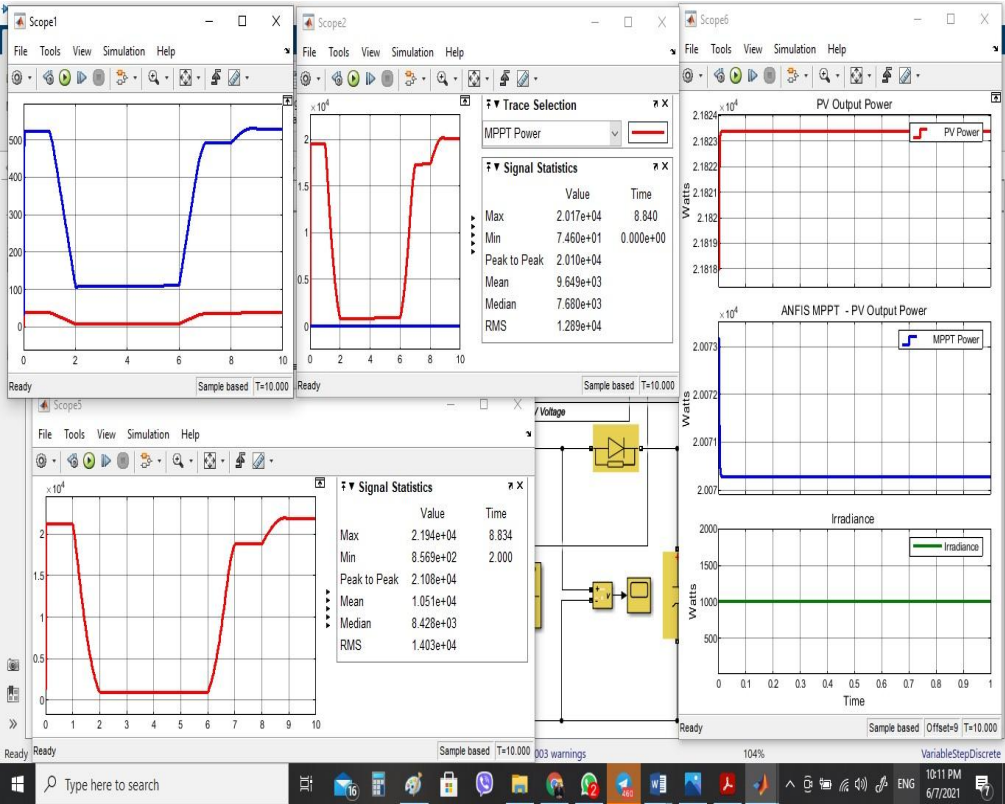 Scope1
File Tools View Simulation Help
500
400
300
200
100
0
0 2 4 6 8 10
Ready Sample based T=10.000
Scope2
File Tools View Simulation Help
×10^4
2
1.5
1
0.5
0
0 2 4 6 8 10
Trace Selection
MPPT Power
Signal Statistics
Value Time
Max 2.017e+04 8.840
Min 7.460e+01 0.000e+00
Peak to Peak 2.010e+04
Mean 9.649e+03
Median 7.680e+03
RMS 1.289e+04
Ready Sample based T=10.000
Scope6
File Tools View Simulation Help
PV Output Power
×10^4
2.1824
2.1823
2.1822
2.1821
2.182
2.1819
2.1818
Watts
PV Power
ANFIS MPPT - PV Output Power
×10^4
2.0073
2.0072
2.0071
2.007
Watts
MPPT Power
Irradiance
2000
1500
1000
500
Watts
Irradiance
0 0.1 0.2 0.3 0.4 0.5 0.6 0.7 0.8 0.9 1
Time
Ready Sample based Offset=9 T=10.000
Scope5
File Tools View Simulation Help
×10^4
2
1.5
1
0.5
0
0 1 2 3 4 5 6 7 8 9 10
Signal Statistics
Value Time
Max 2.194e+04 8.834
Min 8.569e+02 2.000
Peak to Peak 2.108e+04
Mean 1.051e+04
Median 8.428e+03
RMS 1.403e+04
Ready Sample based T=10.000
Voltage
+
-
v
Ready 003 warnings 104% VariableStepDiscrete
Type here to search
16
2
460
ENG
10:11 PM
6/7/2021
7